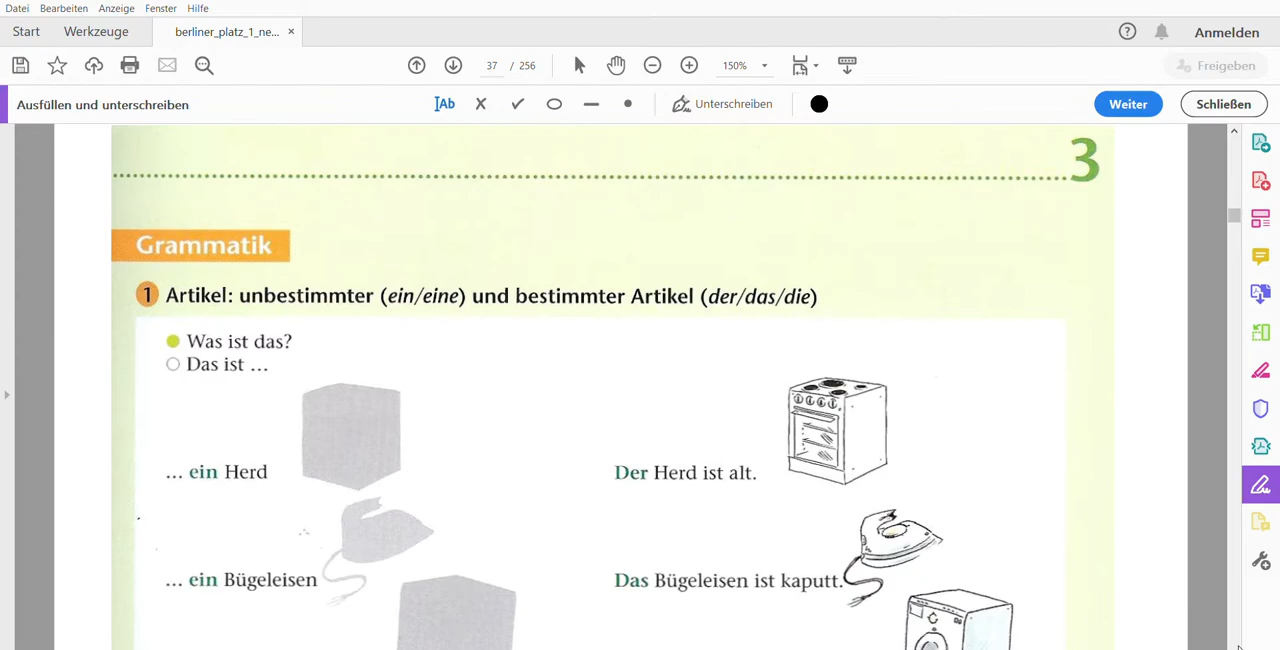 Datei Bearbeiten Anzeige Fenster Hilfe
Start Werkzeuge berliner_platz_1_ne... × Anmelden
37 / 256 150% Freigeben
Ausfüllen und unterschreiben Ab Unterschreiben Weiter Schließen
3
Grammatik
1 Artikel: unbestimmter (ein/eine) und bestimmter Artikel (der/das/die)
Was ist das?
Das ist ...
... ein Herd Der Herd ist alt.
... ein Bügeleisen Das Bügeleisen ist kaputt.